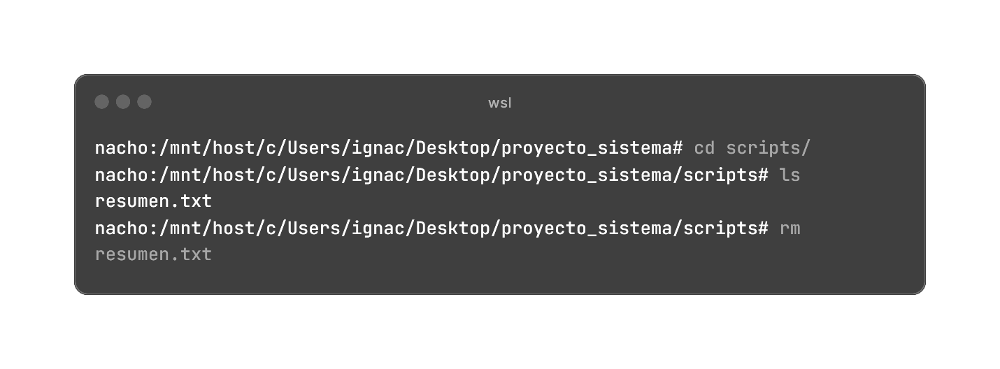 wsl
nacho:/mnt/host/c/Users/ignac/Desktop/proyecto_sistema# cd scripts/
nacho:/mnt/host/c/Users/ignac/Desktop/proyecto_sistema/scripts# ls
resumen.txt
nacho:/mnt/host/c/Users/ignac/Desktop/proyecto_sistema/scripts# rm
resumen.txt